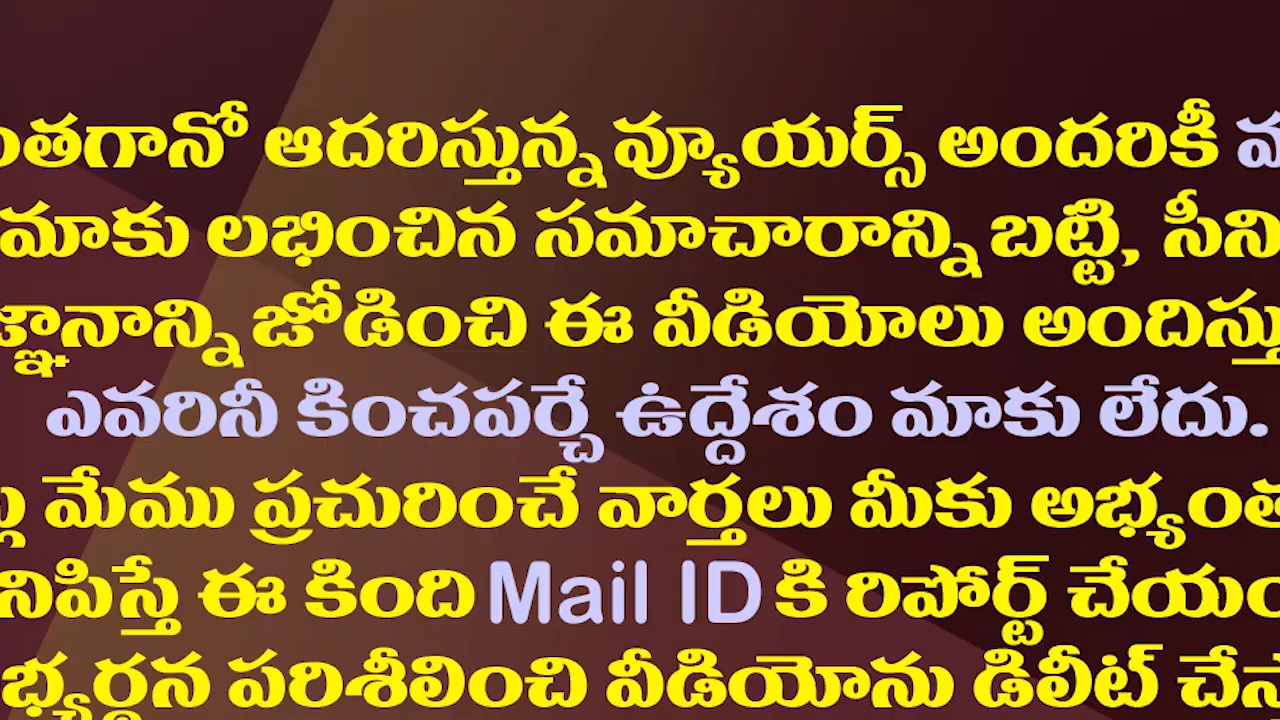 ంతగానో ఆదరిస్తున్న వ్యూయర్స్ అందరికీ
మాకు లభించిన సమాచారాన్ని బట్టి, సీని
జ్ఞానాన్ని జోడించి ఈ వీడియోలు అందిస్తు
ఎవరినీ కించపర్చే ఉద్దేశం మాకు లేదు.
మేము ప్రచురించే వార్తలు మీకు అభ్యంత
నిపిస్తే ఈ కింది Mail ID కి రిపోర్ట్ చేయం
భ్యర్థన పరిశీలించి వీడియోను డిలీట్ చేస